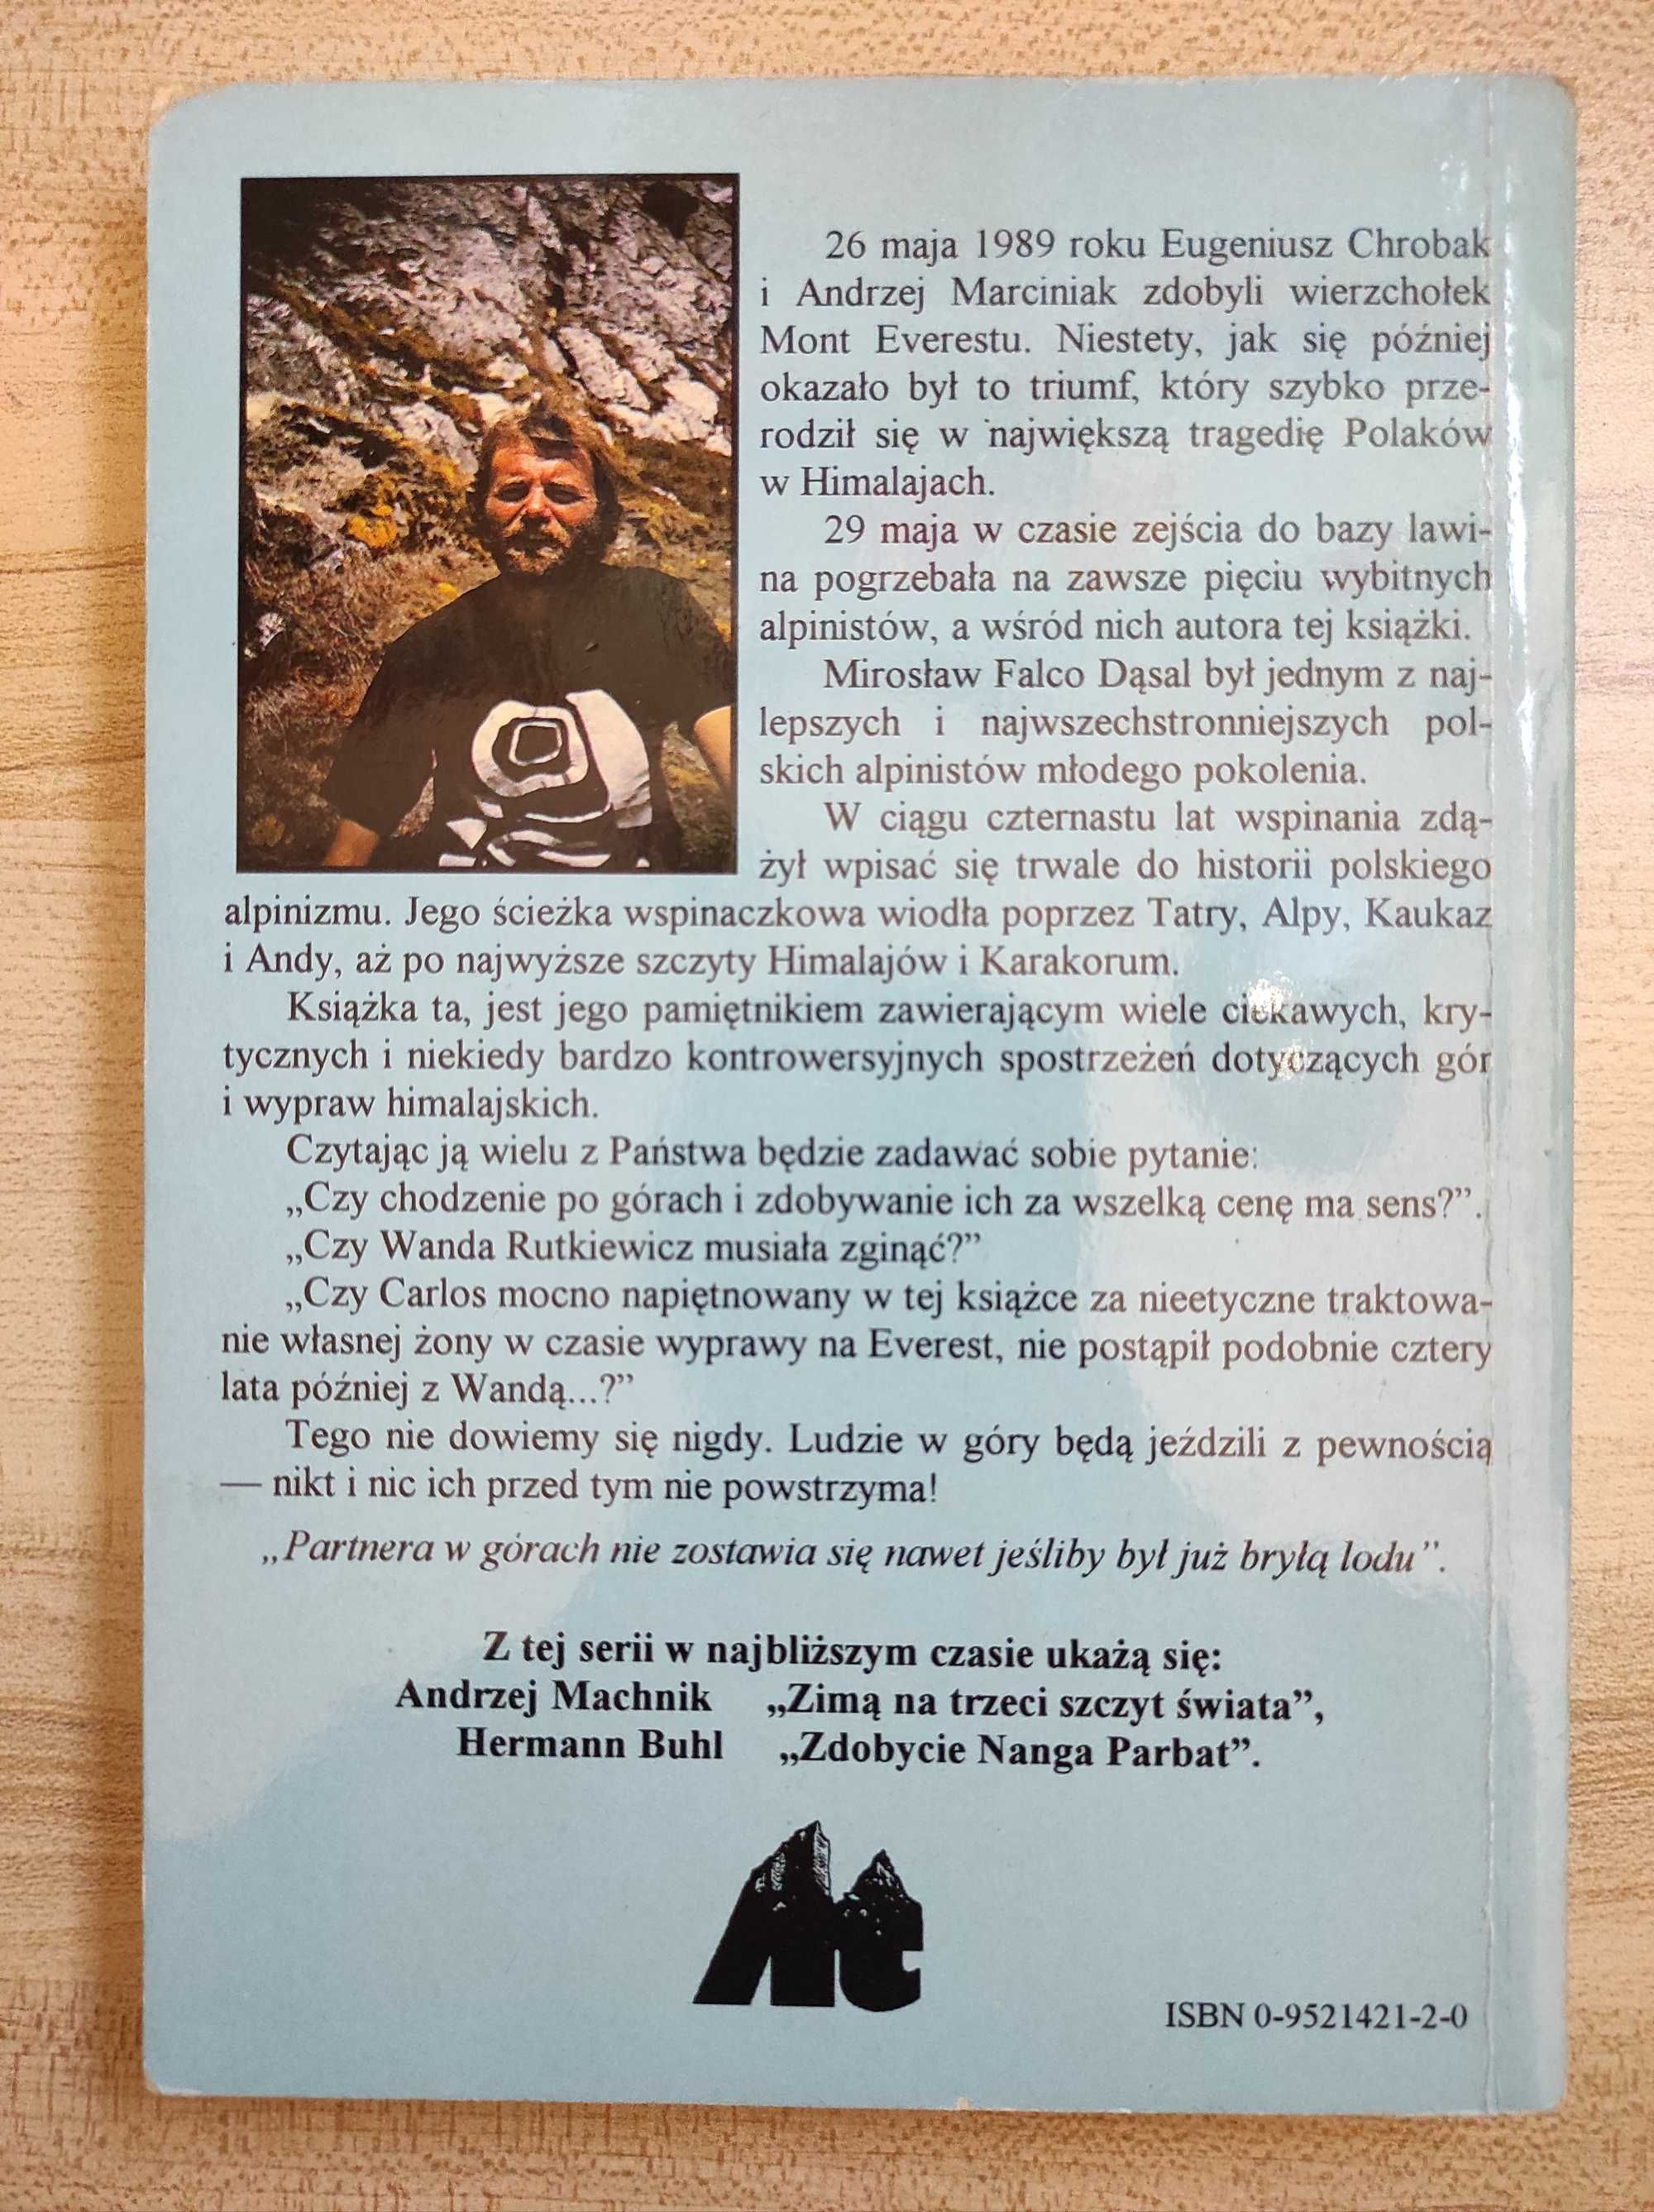 26 maja 1989 roku Eugeniusz Chrobak
i Andrzej Marciniak zdobyli wierzchołek
Mont Everestu. Niestety, jak się później
okazało był to triumf, który szybko prze-
rodził się w największą tragedię Polaków
w Himalajach.
29 maja w czasie zejścia do bazy lawi-
na pogrzebała na zawsze pięciu wybitnych
alpinistów, a wśród nich autora tej książki.
Mirosław Falco Dąsal był jednym z naj-
lepszych i najwszechstronniejszych pol-
skich alpinistów młodego pokolenia.
W ciągu czternastu lat wspinania zdą-
żył wpisać się trwale do historii polskiego
alpinizmu. Jego ścieżka wspinaczkowa wiodła poprzez Tatry, Alpy, Kaukaz
i Andy, aż po najwyższe szczyty Himalajów i Karakorum.
Książka ta, jest jego pamiętnikiem zawierającym wiele ciekawych, kry-
tycznych i niekiedy bardzo kontrowersyjnych spostrzeżeń dotyczących gór
i wypraw himalajskich.
Czytając ją wielu z Państwa będzie zadawać sobie pytanie:
„Czy chodzenie po górach i zdobywanie ich za wszelką cenę ma sens?”.
„Czy Wanda Rutkiewicz musiała zginąć?”
„Czy Carlos mocno napiętnowany w tej książce za nieetyczne traktowa-
nie własnej żony w czasie wyprawy na Everest, nie postąpił podobnie cztery
lata później z Wandą...?”
Tego nie dowiemy się nigdy. Ludzie w góry będą jeździli z pewnością
— nikt i nic ich przed tym nie powstrzyma!
„Partnera w górach nie zostawia się nawet jeśliby był już bryłą lodu”.
Z tej serii w najbliższym czasie ukażą się:
Andrzej Machnik „Zimą na trzeci szczyt świata”,
Hermann Buhl „Zdobycie Nanga Parbat”.
At
ISBN 0-9521421-2-0